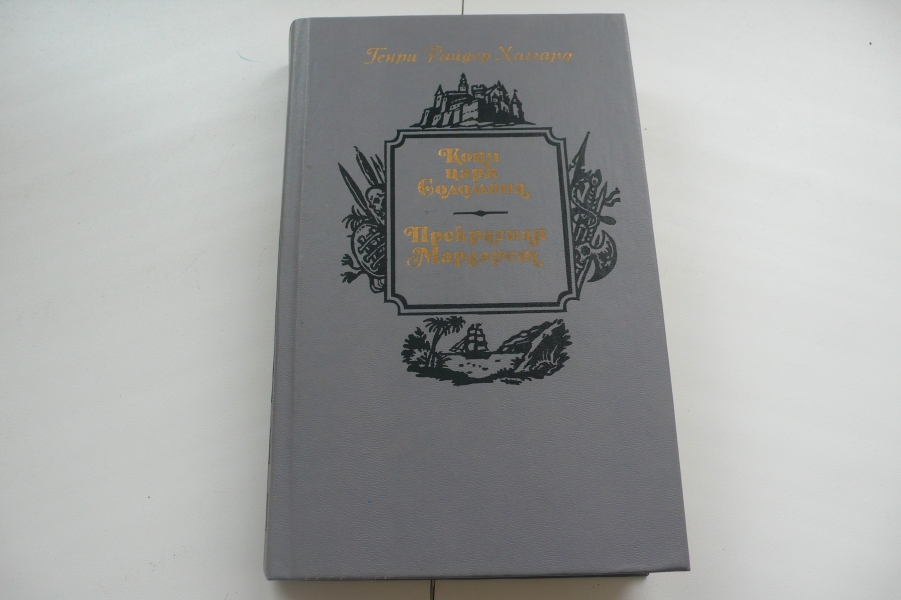 Генри Райдер Хаггард
Копи
царя
Соломона
Прекрасная
Маргарет